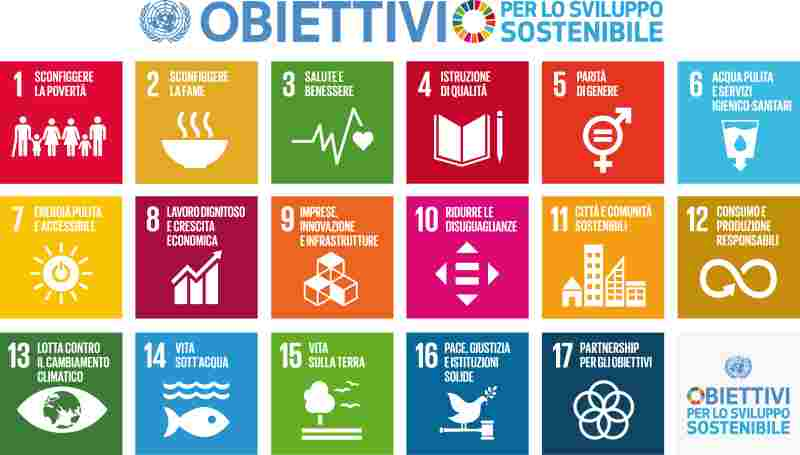 OBIETTIVI PER LO SVILUPPO
SOSTENIBILE
1 SCONFIGGERE
LA POVERTÀ
2 SCONFIGGERE
LA FAME
3 SALUTE E
BENESSERE
4 ISTRUZIONE
DI QUALITÀ
5 PARITÀ
DI GENERE
6 ACQUA PULITA
E SERVIZI
IGIENICO-SANITARI
7 ENERGIA PULITA
E ACCESSIBILE
8 LAVORO DIGNITOSO
E CRESCITA
ECONOMICA
9 IMPRESE,
INNOVAZIONE
E INFRASTRUTTURE
10 RIDURRE LE
DISUGUAGLIANZE
11 CITTÀ E COMUNITÀ
SOSTENIBILI
12 CONSUMO E
PRODUZIONE
RESPONSABILI
13 LOTTA CONTRO
IL CAMBIAMENTO
CLIMATICO
14 VITA
SOTT'ACQUA
15 VITA
SULLA TERRA
16 PACE, GIUSTIZIA
E ISTITUZIONI
SOLIDE
17 PARTNERSHIP
PER GLI OBIETTIVI
OBIETTIVI
PER LO SVILUPPO
SOSTENIBILE